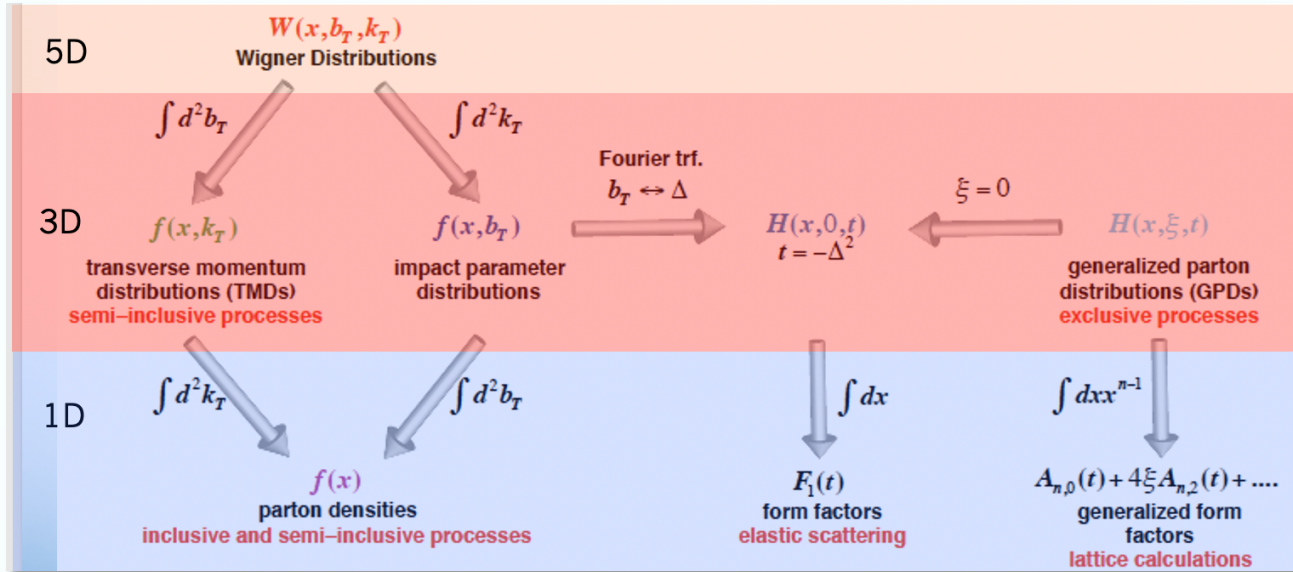 5D
W(x,b_T,k_T)
Wigner Distributions
∫ d²b_T
∫ d²k_T
Fourier trf.
b_T ↔ Δ
ξ = 0
3D
f(x,k_T)
f(x,b_T)
H(x,0,t)
t = −Δ²
H(x,ξ,t)
transverse momentum
distributions (TMDs)
semi−inclusive processes
impact parameter
distributions
generalized parton
distributions (GPDs)
exclusive processes
1D
∫ d²k_T
∫ d²b_T
∫ dx
∫ dxx^{n−1}
f(x)
parton densities
inclusive and semi−inclusive processes
F₁(t)
form factors
elastic scattering
A_{n,0}(t) + 4ξA_{n,2}(t) + ....
generalized form
factors
lattice calculations